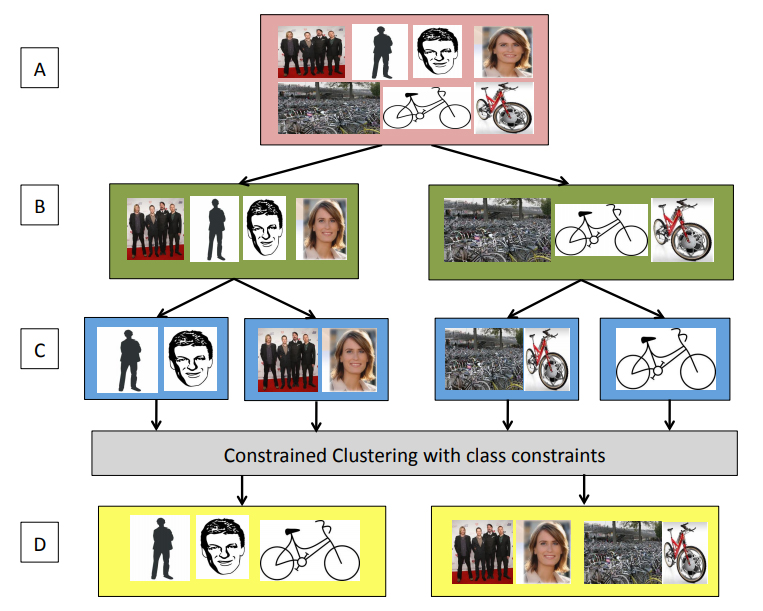 A
B
C
Constrained Clustering with class constraints
D